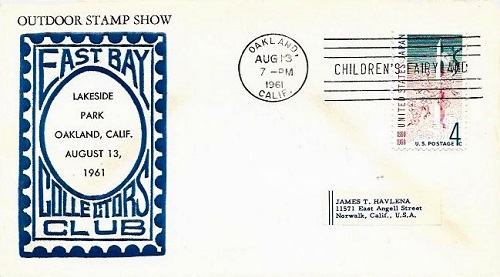 OUTDOOR STAMP SHOW
EAST BAY
LAKESIDE
PARK
OAKLAND, CALIF.
AUGUST 13,
1961
COLLECTORS
CLUB
OAKLAND,
AUG 13
7 -PM
1961
CALIF.
CHILDREN'S FAIRYLAND
UNITED STATES JAPAN
1860
1960
4c
U.S. POSTAGE
JAMES T. HAVLENA
11571 East Angell Street
Norwalk, Calif., U.S.A.